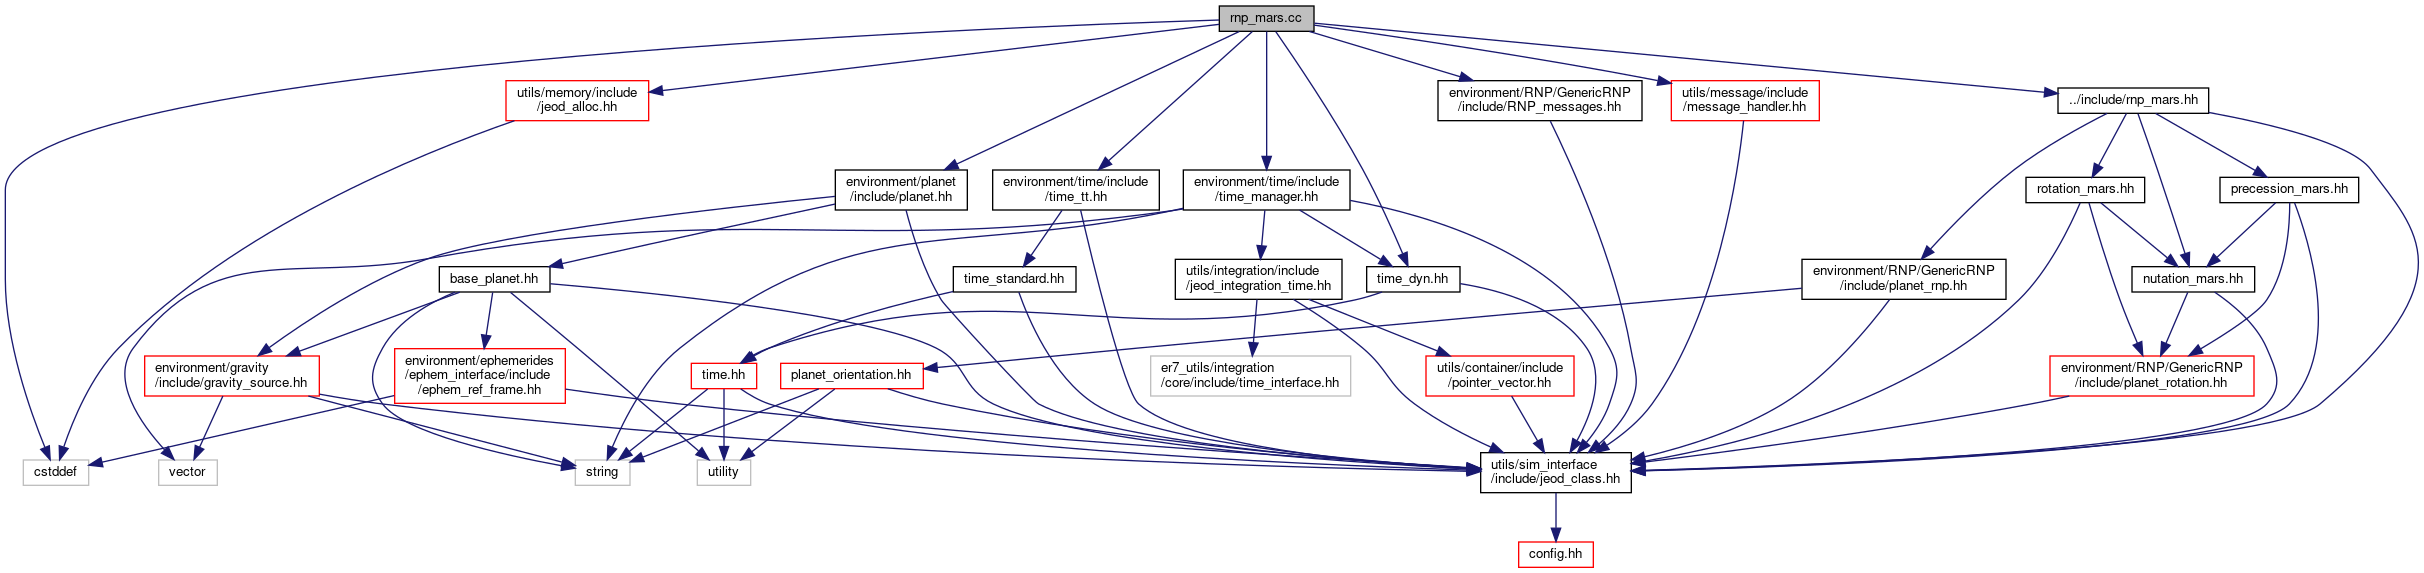 rnp_mars.cc
utils/memory/include
/jeod_alloc.hh
environment/RNP/GenericRNP
/include/RNP_messages.hh
utils/message/include
/message_handler.hh
../include/rnp_mars.hh
environment/planet
/include/planet.hh
environment/time/include
/time_tt.hh
environment/time/include
/time_manager.hh
rotation_mars.hh
precession_mars.hh
base_planet.hh
time_standard.hh
utils/integration/include
/jeod_integration_time.hh
time_dyn.hh
environment/RNP/GenericRNP
/include/planet_rnp.hh
nutation_mars.hh
environment/gravity
/include/gravity_source.hh
environment/ephemerides
/ephem_interface/include
/ephem_ref_frame.hh
time.hh
planet_orientation.hh
er7_utils/integration
/core/include/time_interface.hh
utils/container/include
/pointer_vector.hh
environment/RNP/GenericRNP
/include/planet_rotation.hh
cstddef
vector
string
utility
utils/sim_interface
/include/jeod_class.hh
config.hh